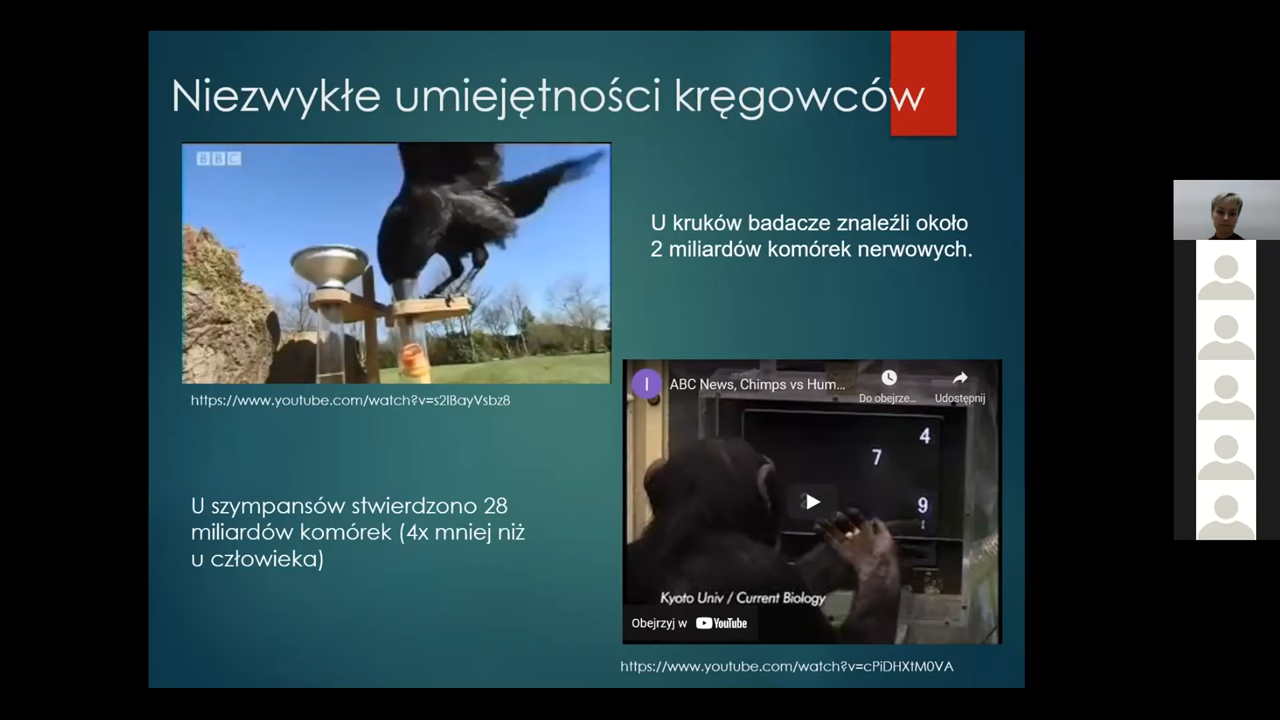 Niezwykłe umiejętności kręgowców
BBC
U kruków badacze znaleźli około
2 miliardów komórek nerwowych.
https://www.youtube.com/watch?v=s2IBayVsbz8
I
ABC News, Chimps vs Hum...
Do obejrze...
Udostępnij
4
7
9
U szympansów stwierdzono 28
miliardów komórek (4x mniej niż
u człowieka)
Kyoto Univ / Current Biology
Obejrzyj w YouTube
https://www.youtube.com/watch?v=cPiDHXtM0VA